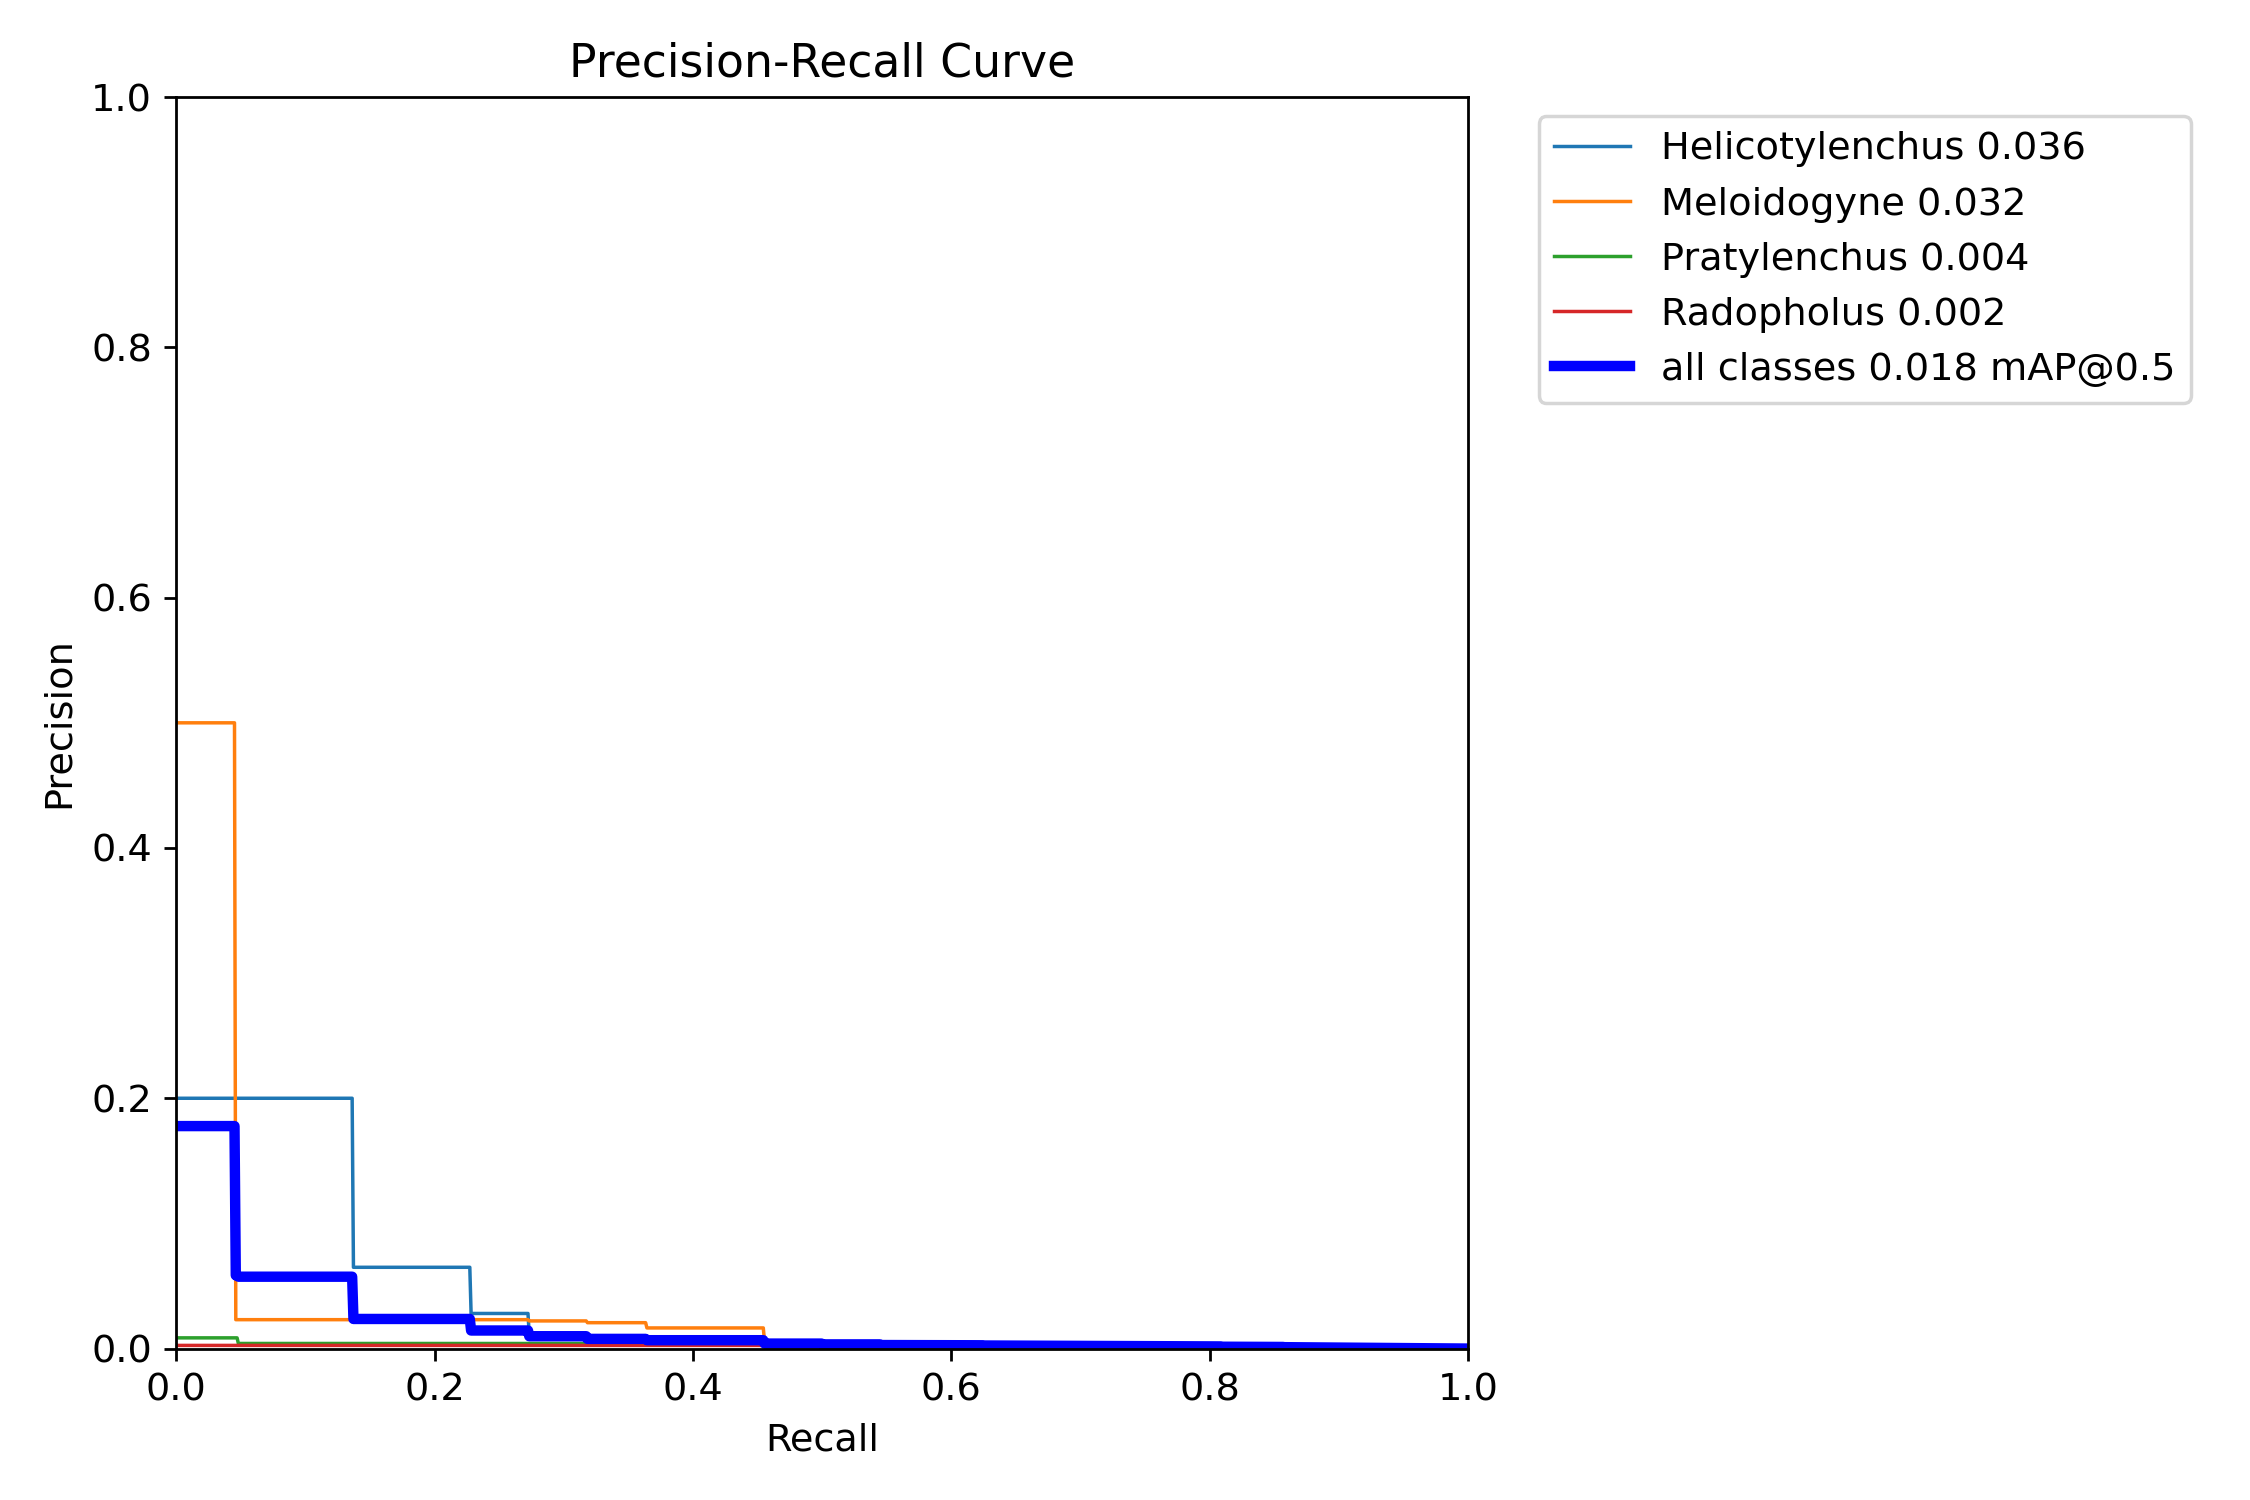 Precision-Recall Curve
1.0
0.8
0.6
0.4
0.2
0.0
Precision
0.0 0.2 0.4 0.6 0.8 1.0
Recall
Helicotylenchus 0.036
Meloidogyne 0.032
Pratylenchus 0.004
Radopholus 0.002
all classes 0.018 mAP@0.5